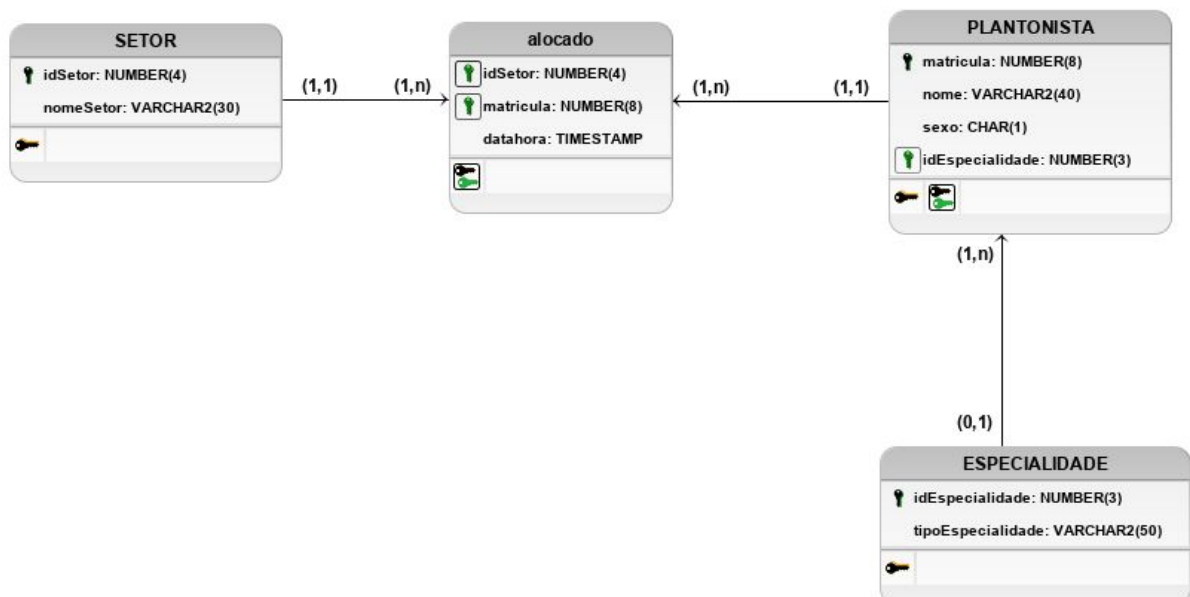 SETOR
idSetor: NUMBER(4)
nomeSetor: VARCHAR2(30)
(1,1)
(1,n)
alocado
idSetor: NUMBER(4)
matricula: NUMBER(8)
datahora: TIMESTAMP
(1,n)
(1,1)
PLANTONISTA
matricula: NUMBER(8)
nome: VARCHAR2(40)
sexo: CHAR(1)
idEspecialidade: NUMBER(3)
(1,n)
(0,1)
ESPECIALIDADE
idEspecialidade: NUMBER(3)
tipoEspecialidade: VARCHAR2(50)